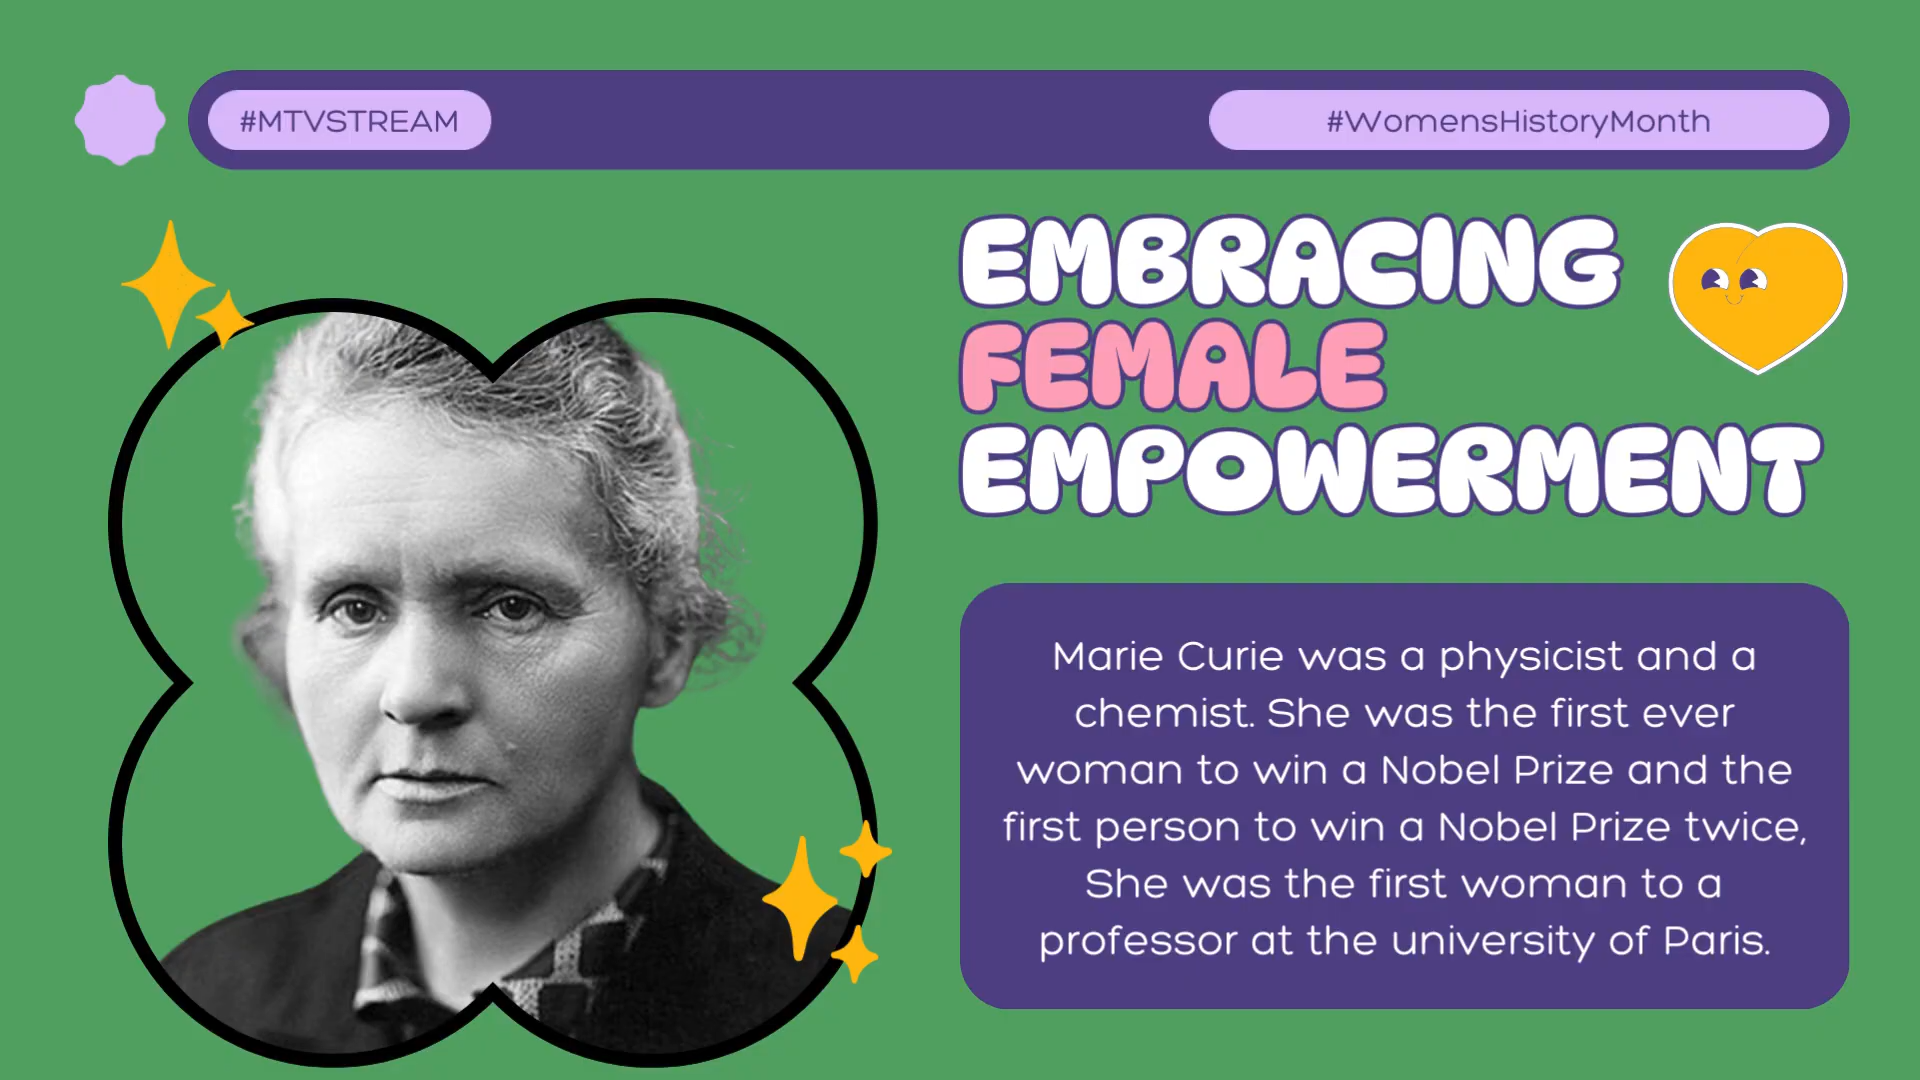 #MTVSTREAM
#WomensHistoryMonth
EMBRACING
FEMALE
EMPOWERMENT
Marie Curie was a physicist and a
chemist. She was the first ever
woman to win a Nobel Prize and the
first person to win a Nobel Prize twice,
She was the first woman to a
professor at the university of Paris.